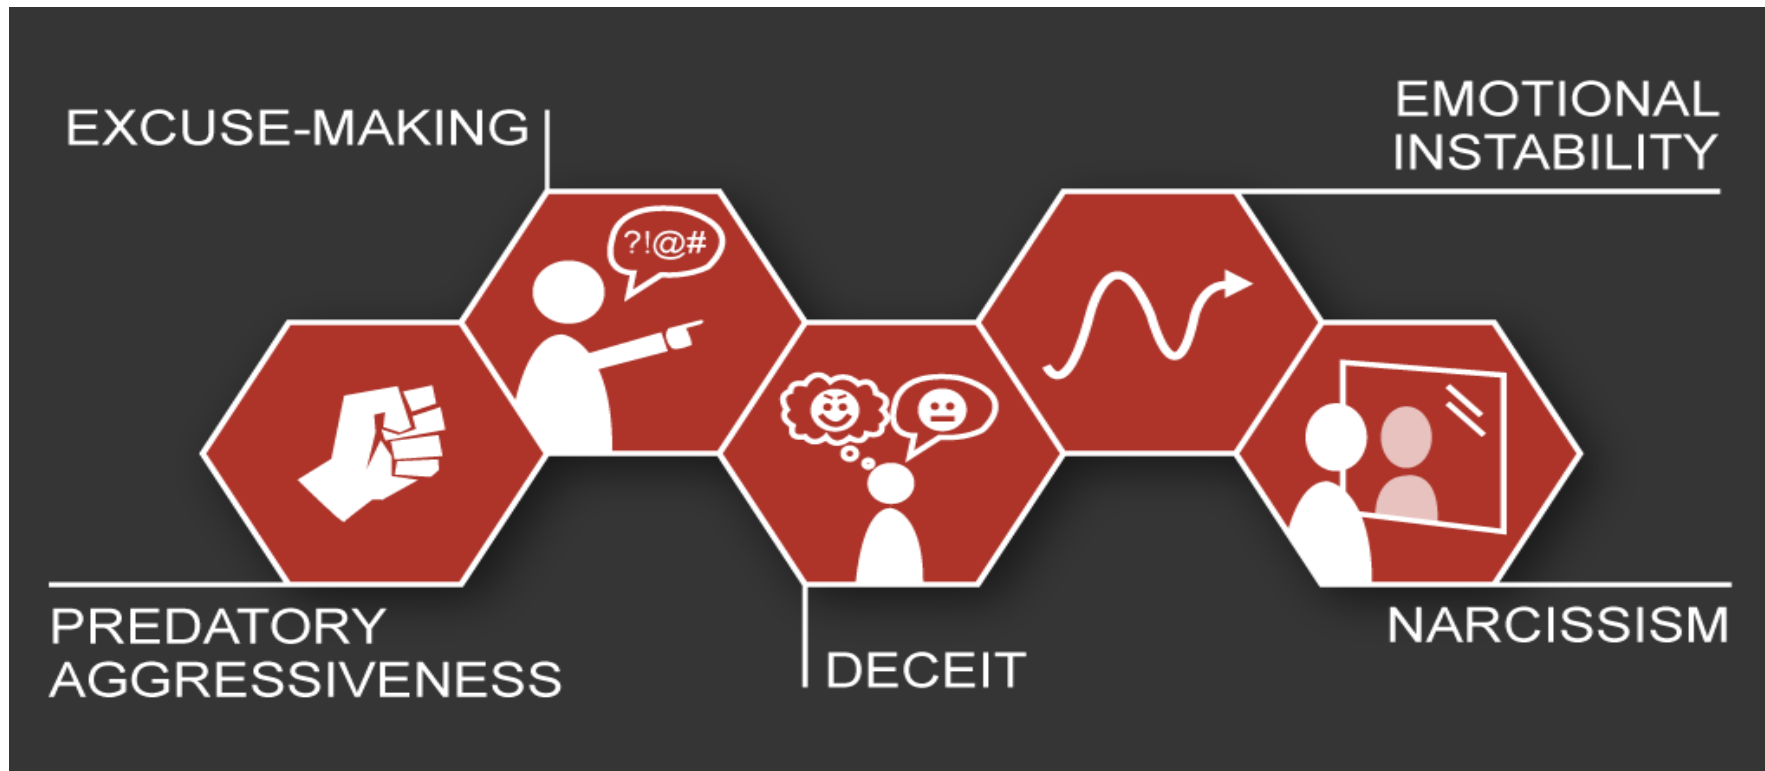 EXCUSE-MAKING
EMOTIONAL
INSTABILITY
?!@#
PREDATORY
AGGRESSIVENESS
DECEIT
NARCISSISM